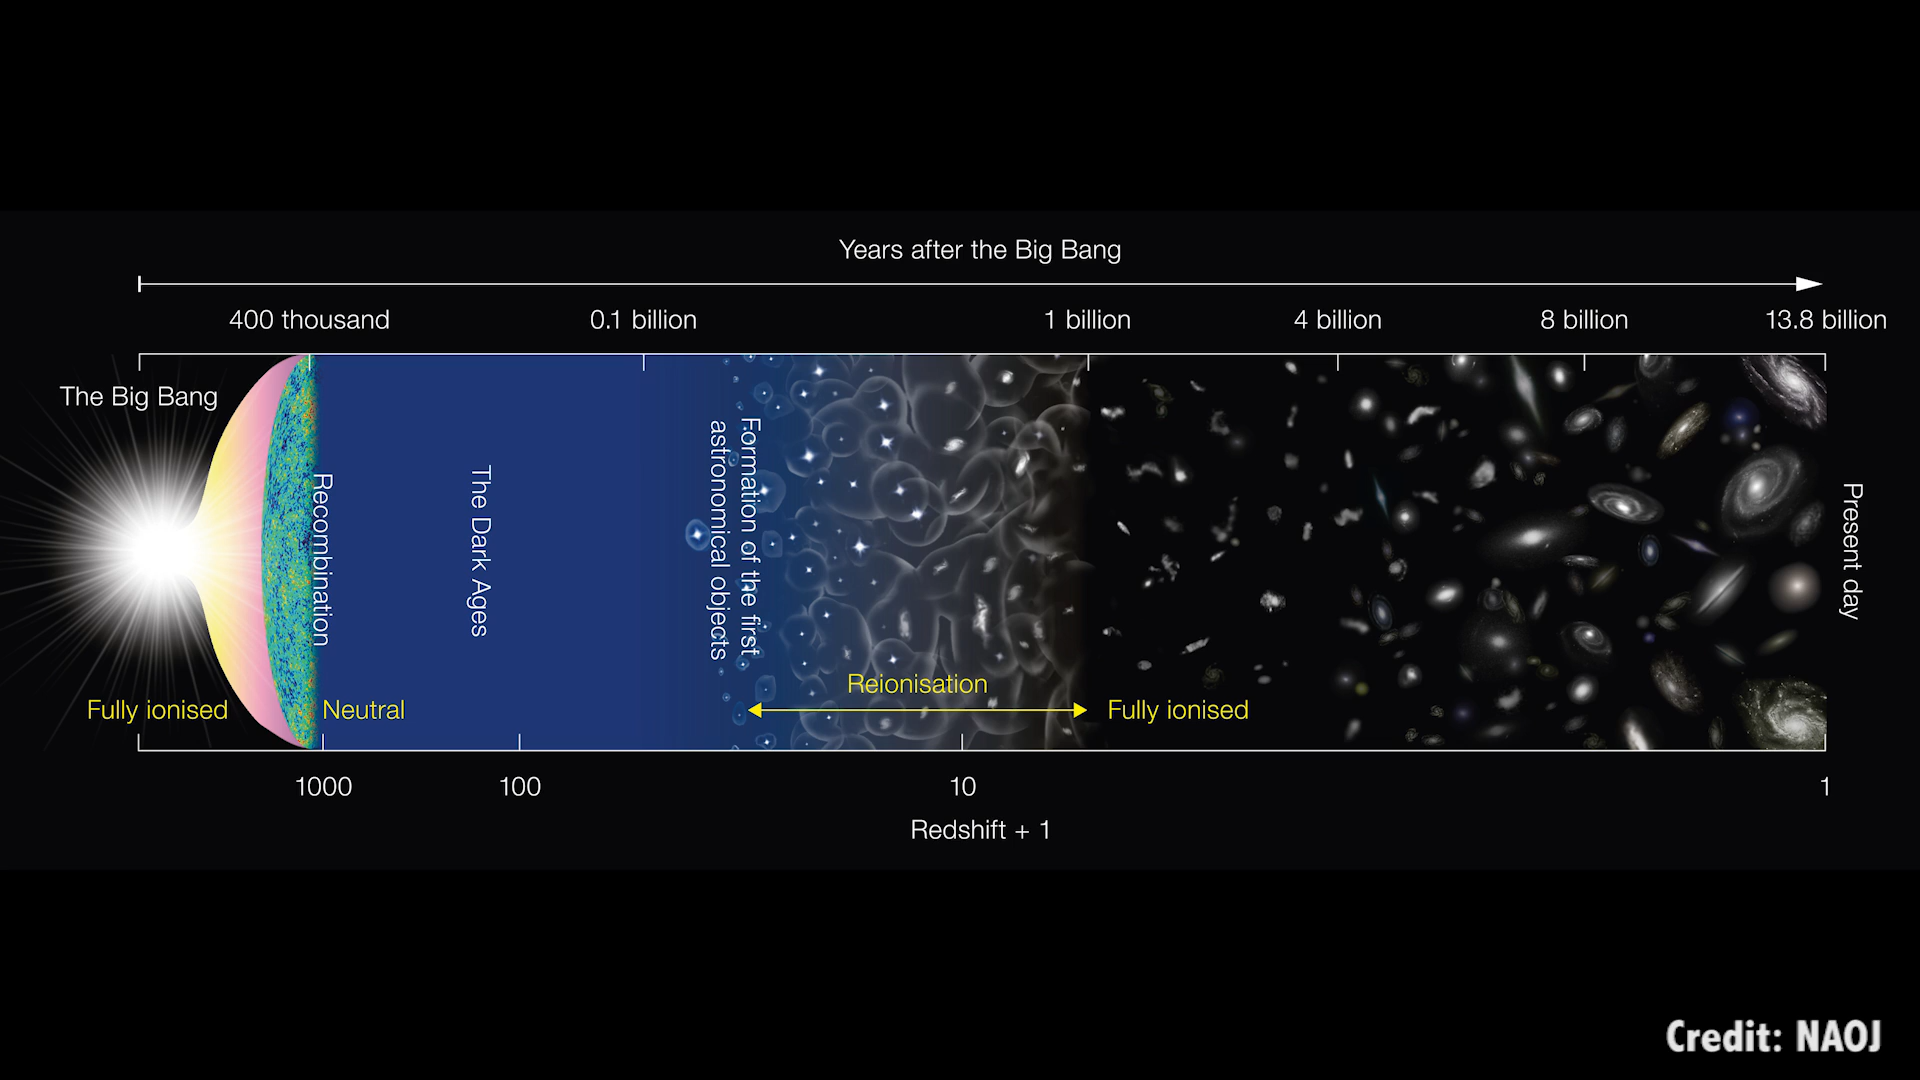 Years after the Big Bang
400 thousand
0.1 billion
1 billion
4 billion
8 billion
13.8 billion
The Big Bang
Recombination
The Dark Ages
Formation of the first
astronomical objects
Present day
Reionisation
Fully ionised
Neutral
Fully ionised
1000
100
10
1
Redshift + 1
Credit: NAOJ